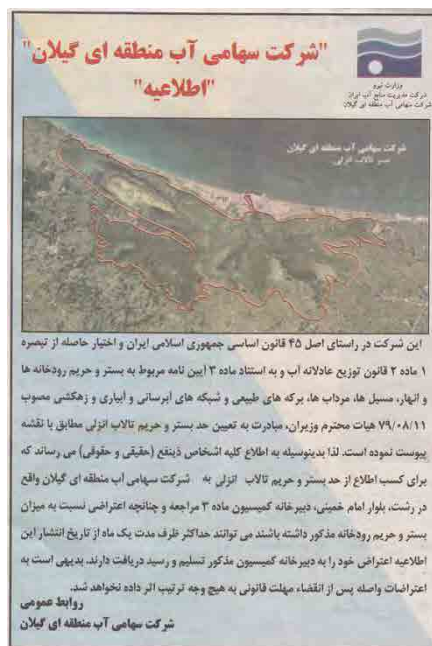 "شرکت سهامی آب منطقه ای گیلان"
"اطلاعیه"
وزارت نیرو
شرکت مدیریت منابع آب ایران
شرکت سهامی آب منطقه ای گیلان
شرکت سهامی آب منطقه ای گیلان
تالاب انزلی
این شرکت در راستای اصل ۴۵ قانون اساسی جمهوری اسلامی ایران و اختیار حاصله از تبصره
۱ ماده ۲ قانون توزیع عادلانه آب و به استناد ماده ۳ آیین نامه مربوط به بستر و حریم رودخانه ها
و انهار، مسیل ها، مرداب ها، برکه های طبیعی و شبکه های آبرسانی و آبیاری و زهکشی مصوب
۷۹/۰۸/۱۱ هیات محترم وزیران، مبادرت به تعیین حد بستر و حریم تالاب انزلی مطابق با نقشه
پیوست نموده است. لذا بدینوسیله به اطلاع کلیه اشخاص ذینفع (حقیقی و حقوقی) می رساند که
برای کسب اطلاع از حد بستر و حریم تالاب انزلی به شرکت سهامی آب منطقه ای گیلان واقع
در رشت، بلوار امام خمینی، دبیرخانه کمیسیون ماده ۳ مراجعه و چنانچه اعتراضی نسبت به میزان
بستر و حریم رودخانه مذکور داشته باشند می توانند حداکثر ظرف مدت یک ماه از تاریخ انتشار این
اطلاعیه اعتراض خود را به دبیرخانه کمیسیون مذکور تسلیم و رسید دریافت دارند. بدیهی است به
اعتراضات واصله پس از انقضاء مهلت قانونی به هیچ وجه ترتیب اثر داده نخواهد شد.
روابط عمومی
شرکت سهامی آب منطقه ای گیلان